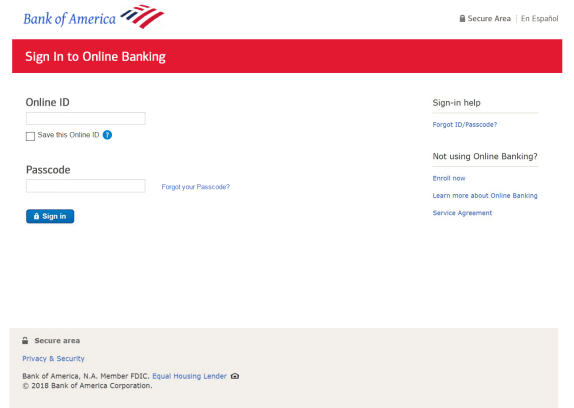 Bank of America
Secure Area | En Español
Sign In to Online Banking
Online ID
Save this Online ID ?
Passcode
Forgot your Passcode?
Sign in
Sign-in help
Forgot ID/Passcode?
Not using Online Banking?
Enroll now
Learn more about Online Banking
Service Agreement
Secure area
Privacy & Security
Bank of America, N.A. Member FDIC. Equal Housing Lender
© 2018 Bank of America Corporation.